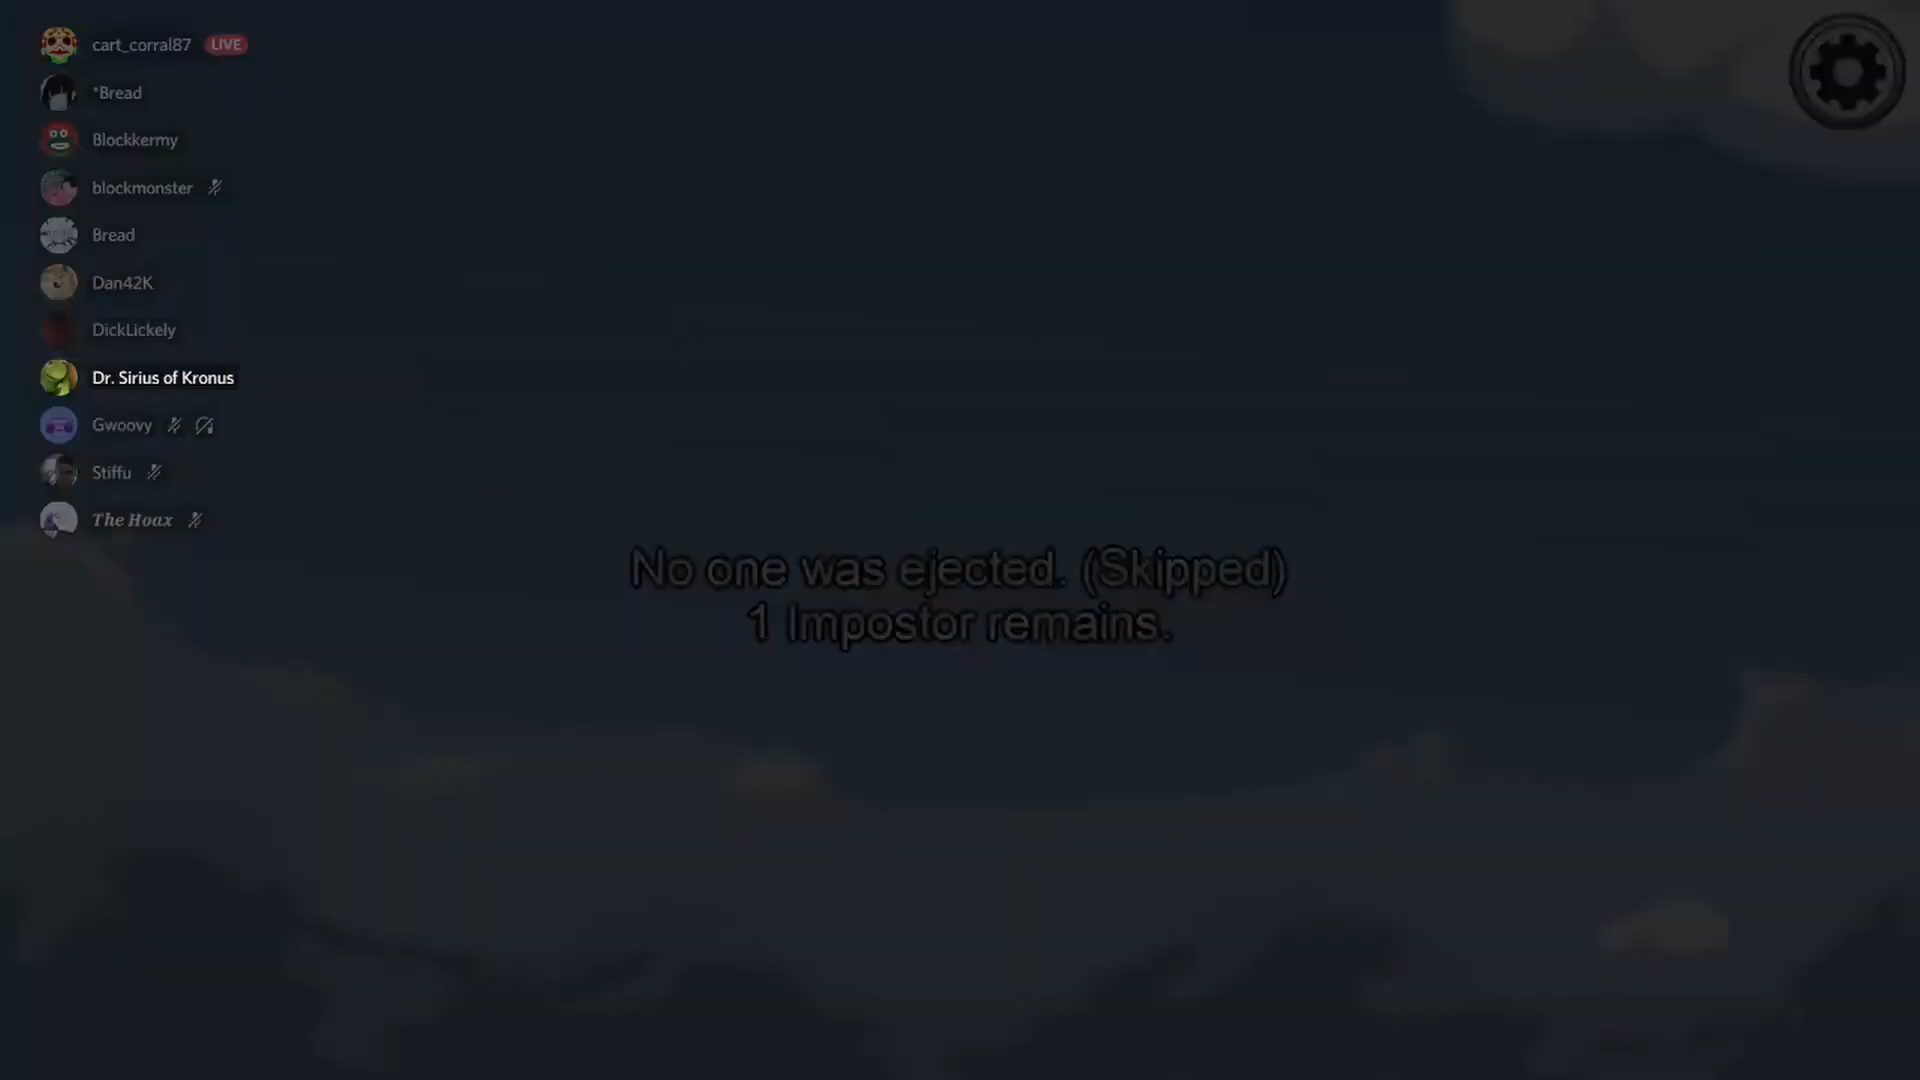 cart_corral87 LIVE
*Bread
Blockkermy
blockmonster
Bread
Dan42K
DickLickely
Dr. Sirius of Kronus
Gwoovy
Stiffu
The Hoax
No one was ejected. (Skipped)
1 Impostor remains.